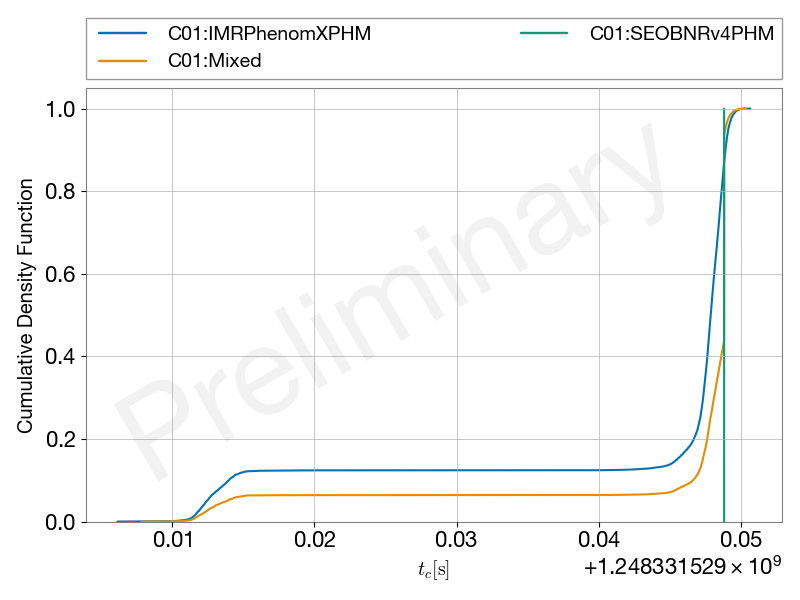 C01:IMRPhenomXPHM
C01:Mixed
C01:SEOBNRv4PHM
Preliminary
Cumulative Density Function
1.0
0.8
0.6
0.4
0.2
0.0
0.01 0.02 0.03 0.04 0.05
t_c[s]
+1.248331529 × 10⁹